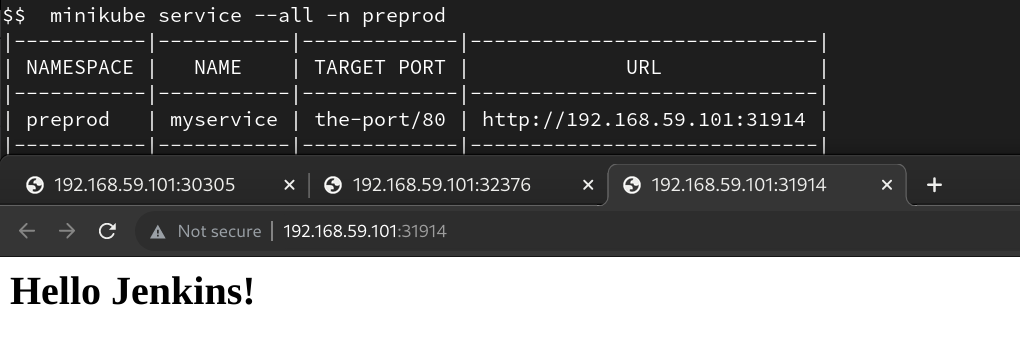 $$  minikube service --all -n preprod
|-----------|-----------|-------------|-----------------------------|
| NAMESPACE |   NAME    | TARGET PORT |             URL             |
|-----------|-----------|-------------|-----------------------------|
| preprod   | myservice | the-port/80 | http://192.168.59.101:31914 |
|-----------|-----------|-------------|-----------------------------|
192.168.59.101:30305 192.168.59.101:32376 192.168.59.101:31914
Not secure | 192.168.59.101:31914
Hello Jenkins!